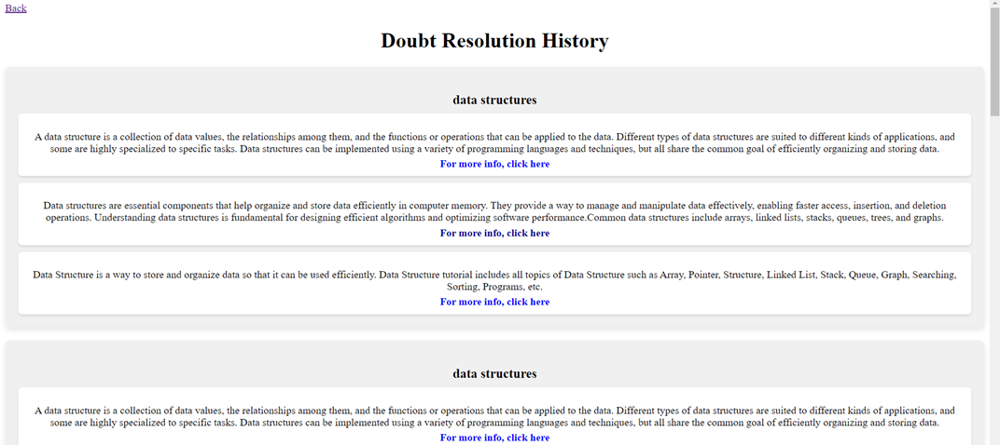 Back
Doubt Resolution History
data structures
A data structure is a collection of data values, the relationships among them, and the functions or operations that can be applied to the data. Different types of data structures are suited to different kinds of applications, and
some are highly specialized to specific tasks. Data structures can be implemented using a variety of programming languages and techniques, but all share the common goal of efficiently organizing and storing data.
For more info, click here
Data structures are essential components that help organize and store data efficiently in computer memory. They provide a way to manage and manipulate data effectively, enabling faster access, insertion, and deletion
operations. Understanding data structures is fundamental for designing efficient algorithms and optimizing software performance.Common data structures include arrays, linked lists, stacks, queues, trees, and graphs.
For more info, click here
Data Structure is a way to store and organize data so that it can be used efficiently. Data Structure tutorial includes all topics of Data Structure such as Array, Pointer, Structure, Linked List, Stack, Queue, Graph, Searching,
Sorting, Programs, etc.
For more info, click here
data structures
A data structure is a collection of data values, the relationships among them, and the functions or operations that can be applied to the data. Different types of data structures are suited to different kinds of applications, and
some are highly specialized to specific tasks. Data structures can be implemented using a variety of programming languages and techniques, but all share the common goal of efficiently organizing and storing data.
For more info, click here